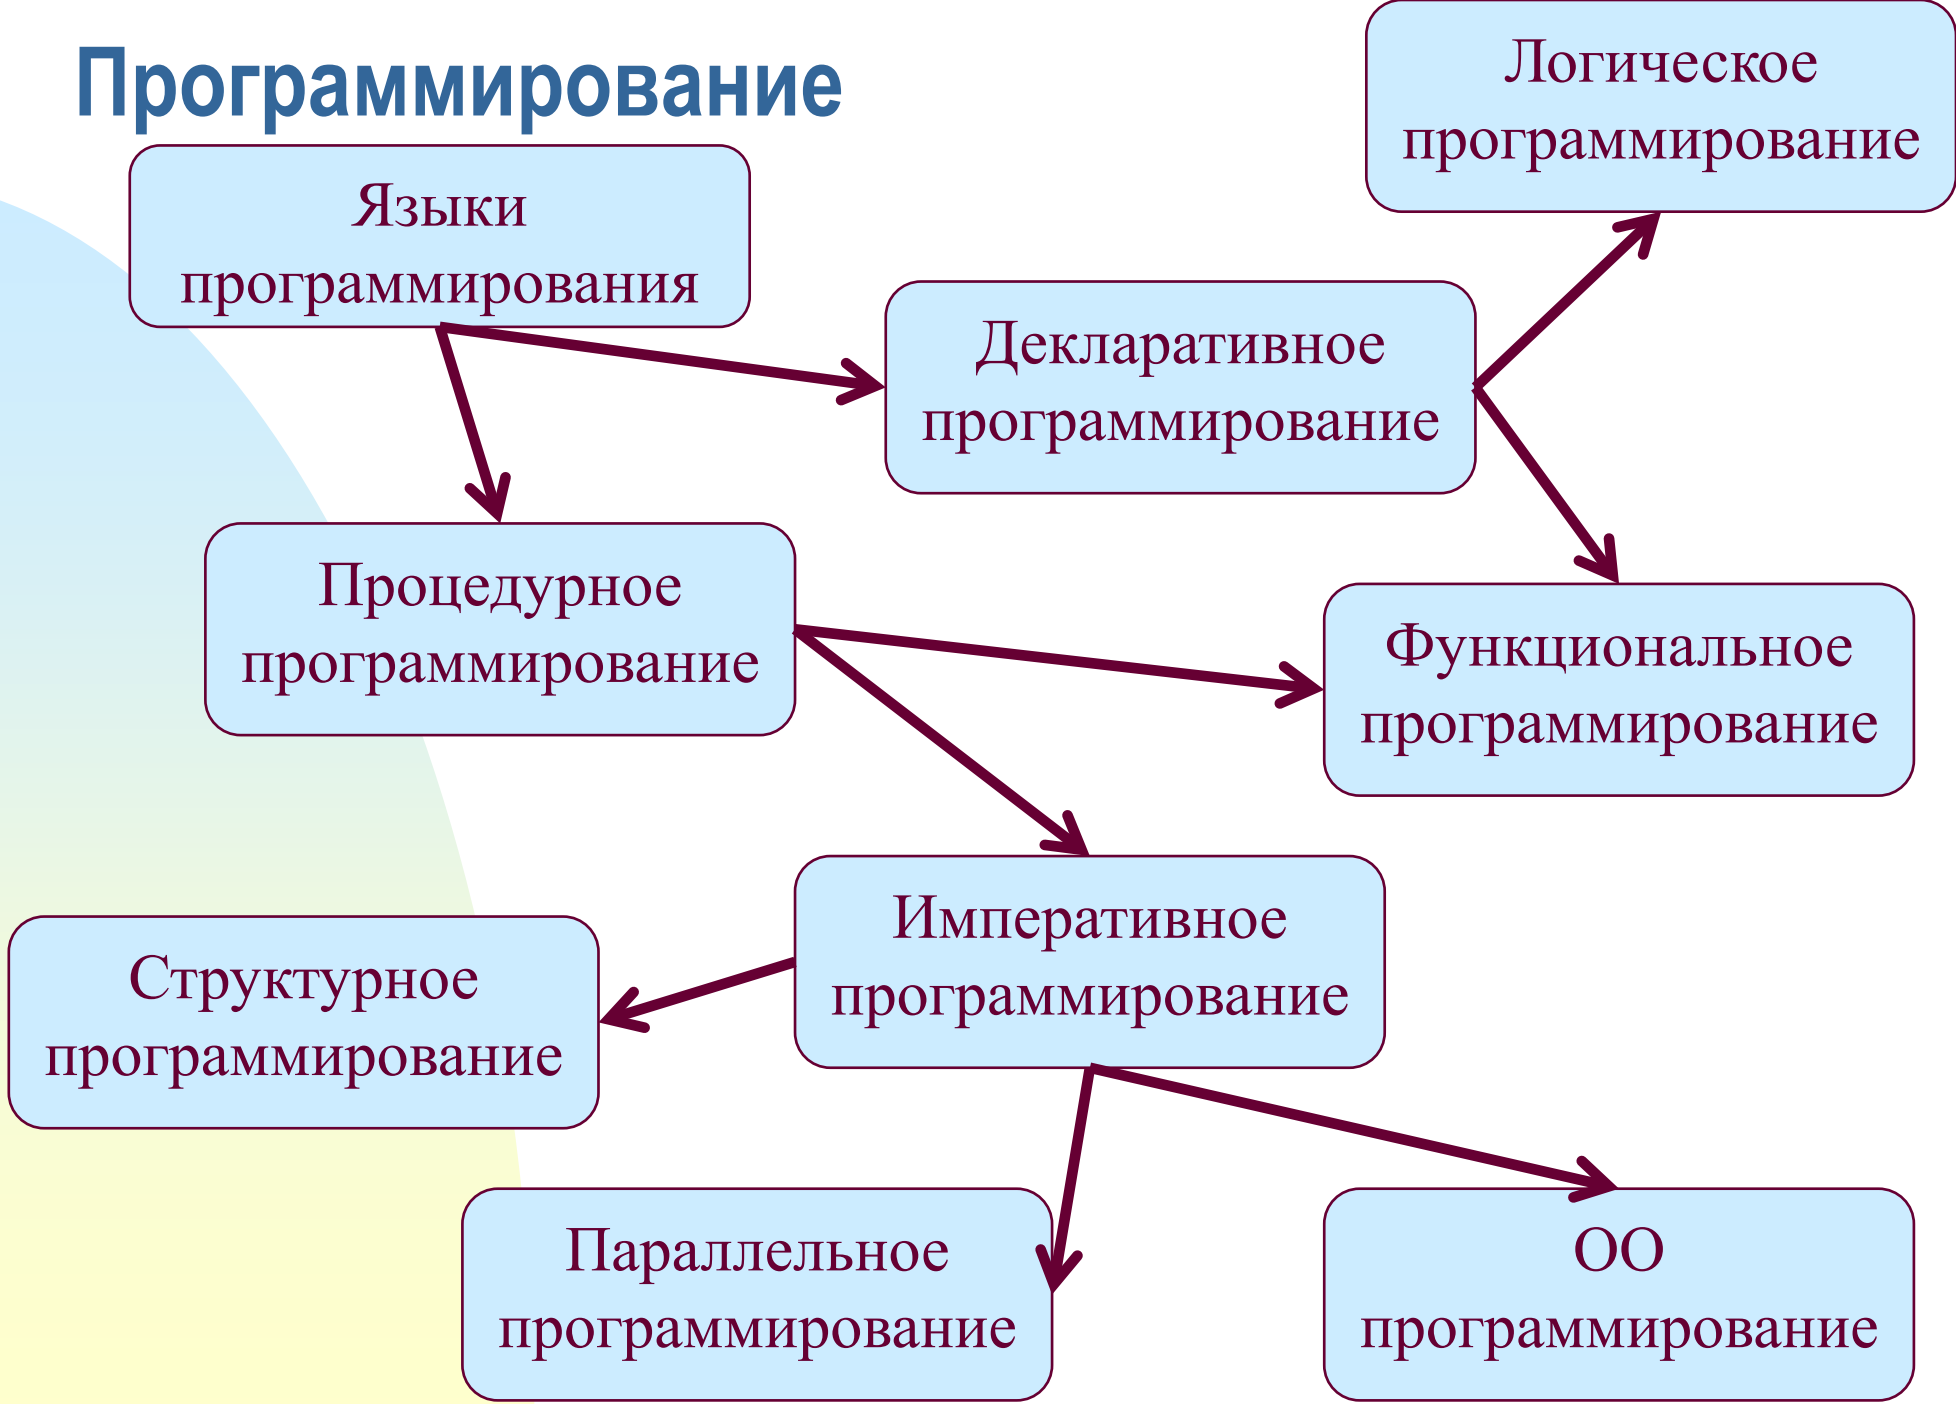 Программирование
Языки
программирования
Логическое
программирование
Декларативное
программирование
Процедурное
программирование
Функциональное
программирование
Императивное
программирование
Структурное
программирование
Параллельное
программирование
ОО
программирование